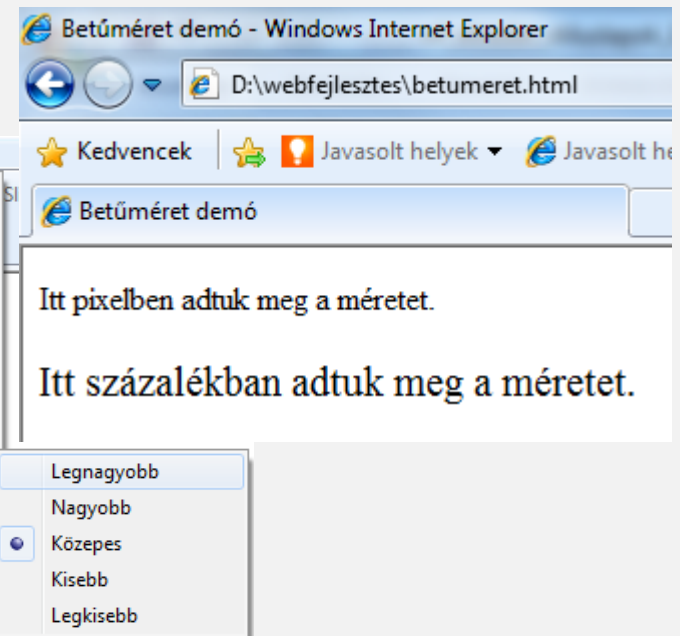 Betűméret demó - Windows Internet Explorer
D:\webfejlesztes\betumeret.html
Kedvencek Javasolt helyek Javasolt he
Betűméret demó
Itt pixelben adtuk meg a méretet.
Itt százalékban adtuk meg a méretet.
Legnagyobb
Nagyobb
Közepes
Kisebb
Legkisebb